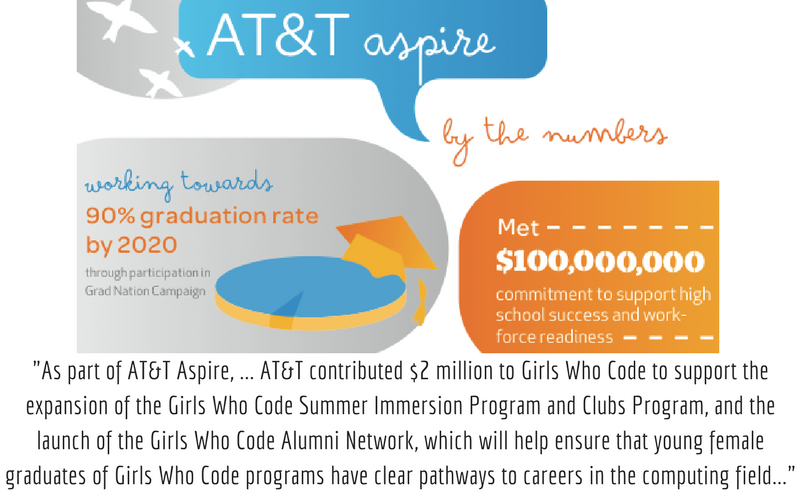 AT&T aspire
by the numbers
working towards
90% graduation rate
by 2020
through participation in
Grad Nation Campaign
Met
$100,000,000
commitment to support high
school success and work-
force readiness
"As part of AT&T Aspire, ... AT&T contributed $2 million to Girls Who Code to support the
expansion of the Girls Who Code Summer Immersion Program and Clubs Program, and the
launch of the Girls Who Code Alumni Network, which will help ensure that young female
graduates of Girls Who Code programs have clear pathways to careers in the computing field..."